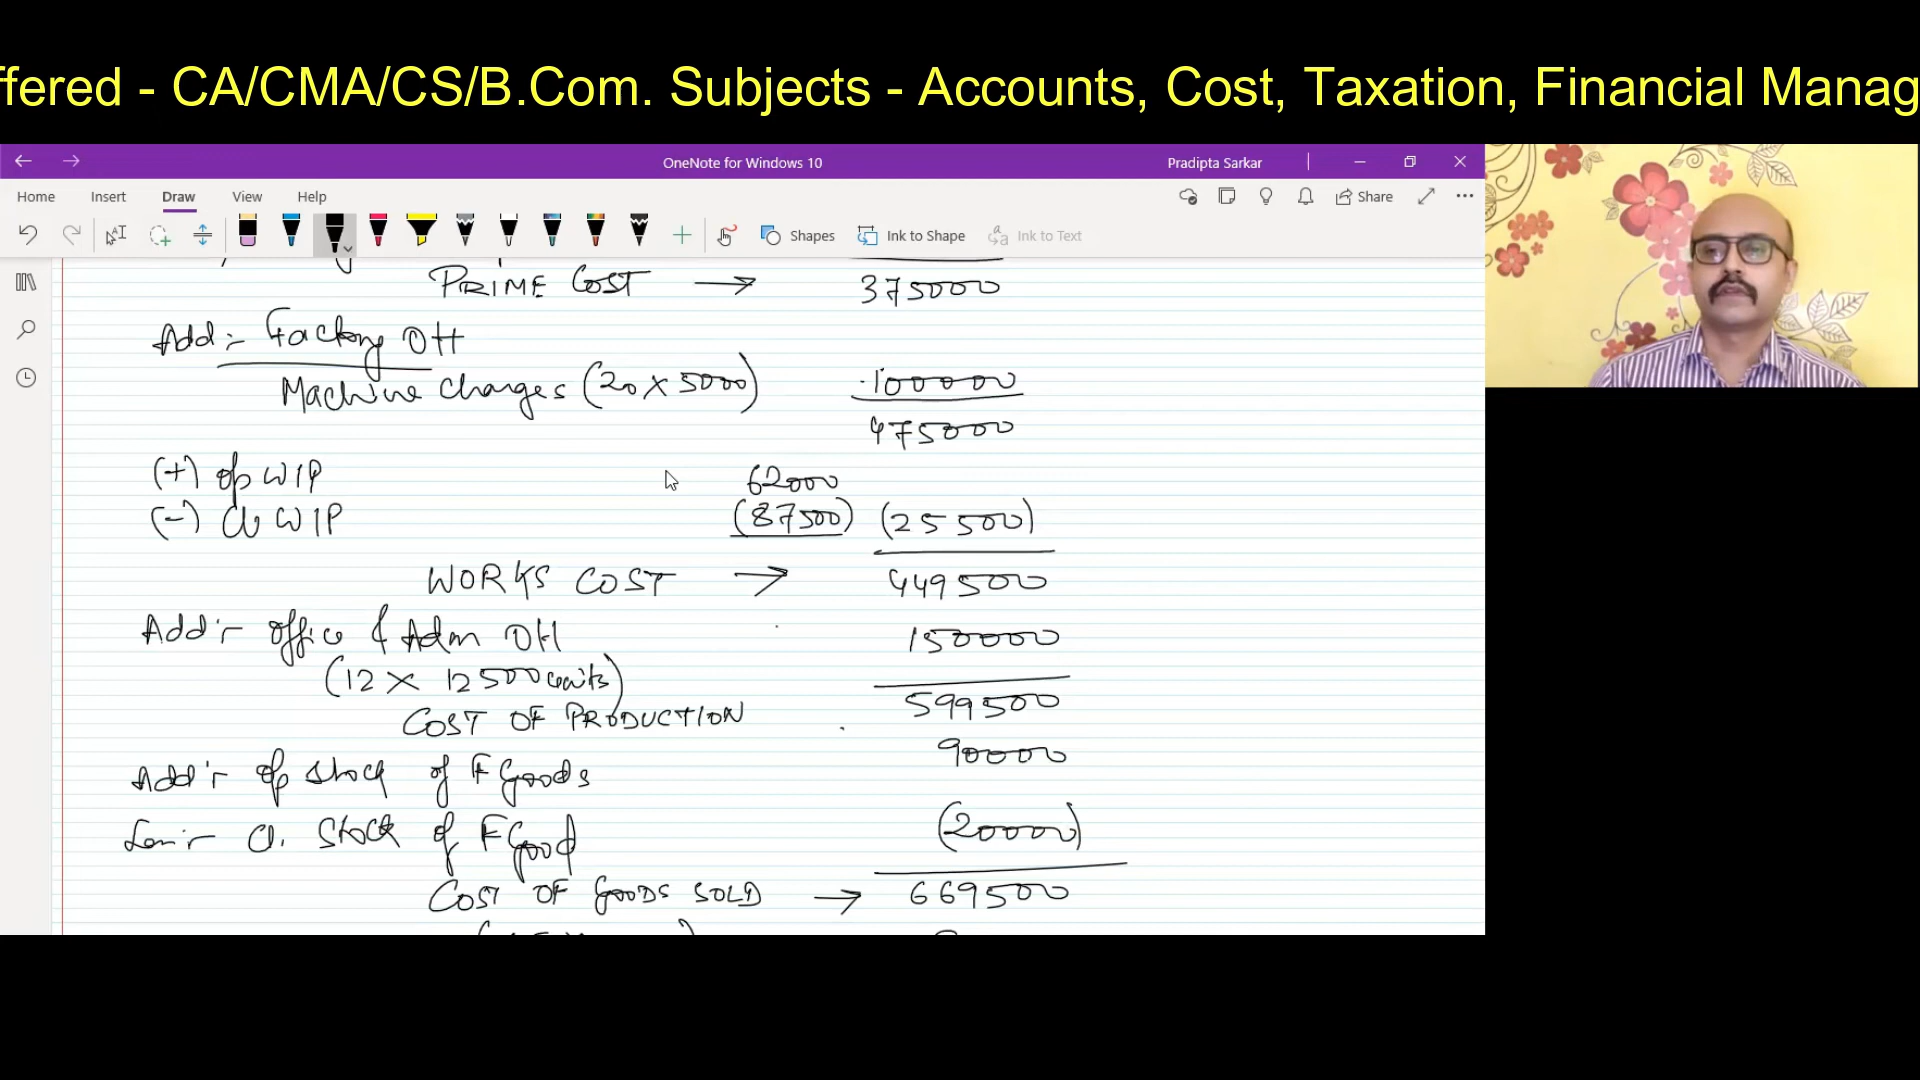 ffered - CA/CMA/CS/B.Com. Subjects - Accounts, Cost, Taxation, Financial Manag
OneNote for Windows 10
Pradipta Sarkar
Home Insert Draw View Help
Share
Shapes Ink to Shape Ink to Text
PRIME COST → 375000
Add :- Factory OH
Machine Charges (20 x 5000) 100000
475000
(+) Op WIP 62000
(-) Cl WIP (87500) (25500)
WORKS COST → 449500
Add :- Office & Adm OH 150000
(12 x 12500 units)
599500
COST OF PRODUCTION
90000
Add :- Op Stock of F Goods
Less :- Cl. Stock of F Good (20000)
COST OF GOODS SOLD → 669500